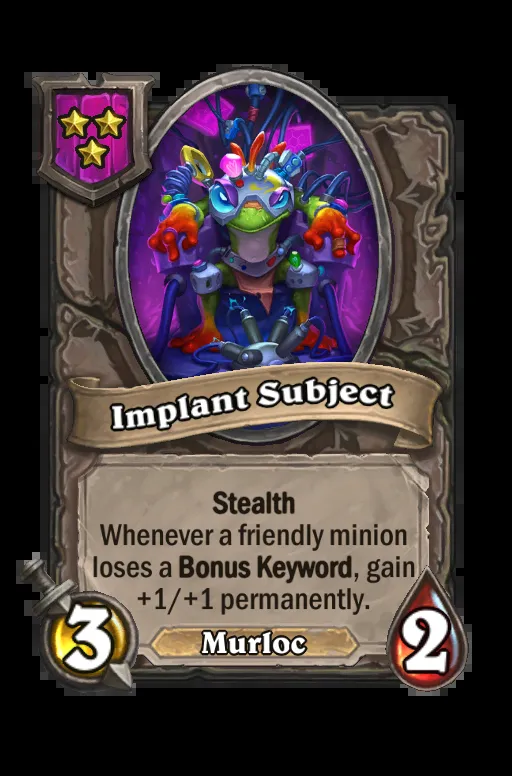 Implant Subject
Stealth
Whenever a friendly minion
loses a Bonus Keyword, gain
+1/+1 permanently.
3
Murloc
2